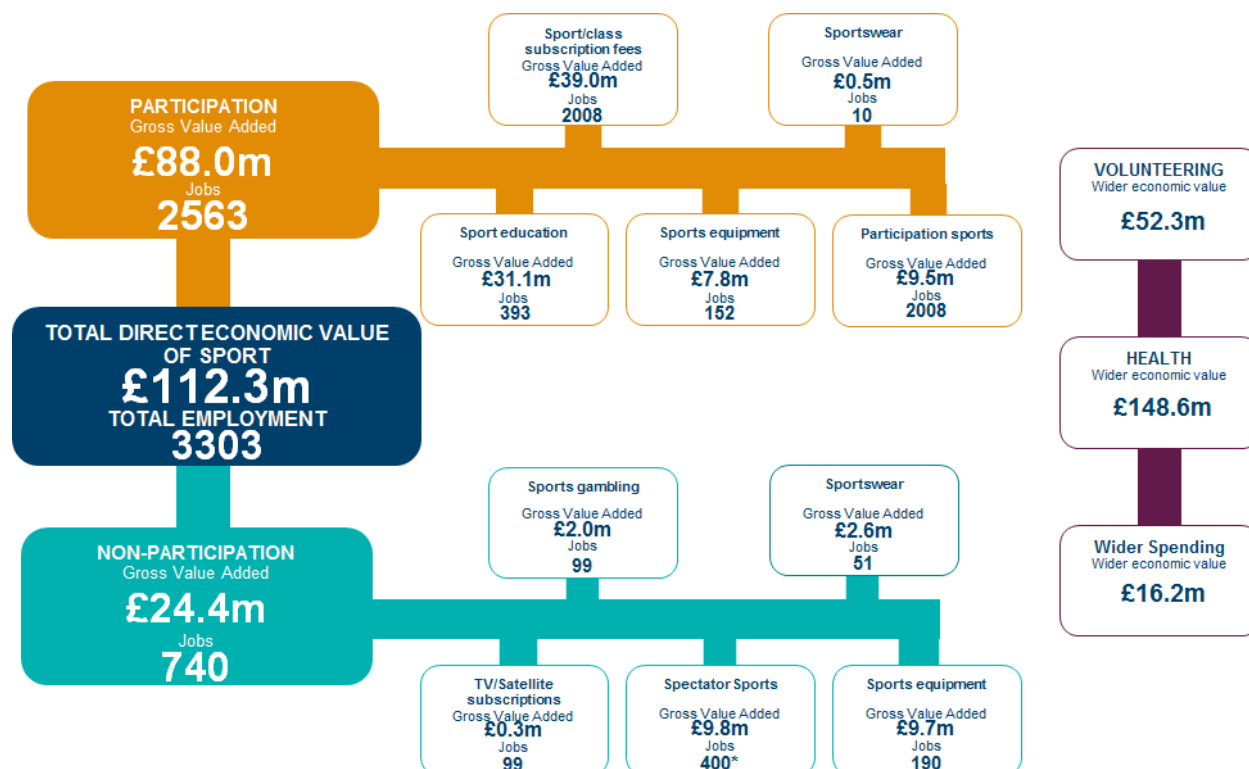 Sport/class
subscription fees
Gross Value Added
£39.0m
Jobs
2008
Sportswear
Gross Value Added
£0.5m
Jobs
10
PARTICIPATION
Gross Value Added
£88.0m
Jobs
2563
Sport education
Gross Value Added
£31.1m
Jobs
393
Sports equipment
Gross Value Added
£7.8m
Jobs
152
Participation sports
Gross Value Added
£9.5m
Jobs
2008
TOTAL DIRECT ECONOMIC VALUE
OF SPORT
£112.3m
TOTAL EMPLOYMENT
3303
Sports gambling
Gross Value Added
£2.0m
Jobs
99
Sportswear
Gross Value Added
£2.6m
Jobs
51
NON-PARTICIPATION
Gross Value Added
£24.4m
Jobs
740
TV/Satellite
subscriptions
Gross Value Added
£0.3m
Jobs
99
Spectator Sports
Gross Value Added
£9.8m
Jobs
400*
Sports equipment
Gross Value Added
£9.7m
Jobs
190
VOLUNTEERING
Wider economic value
£52.3m
HEALTH
Wider economic value
£148.6m
Wider Spending
Wider economic value
£16.2m